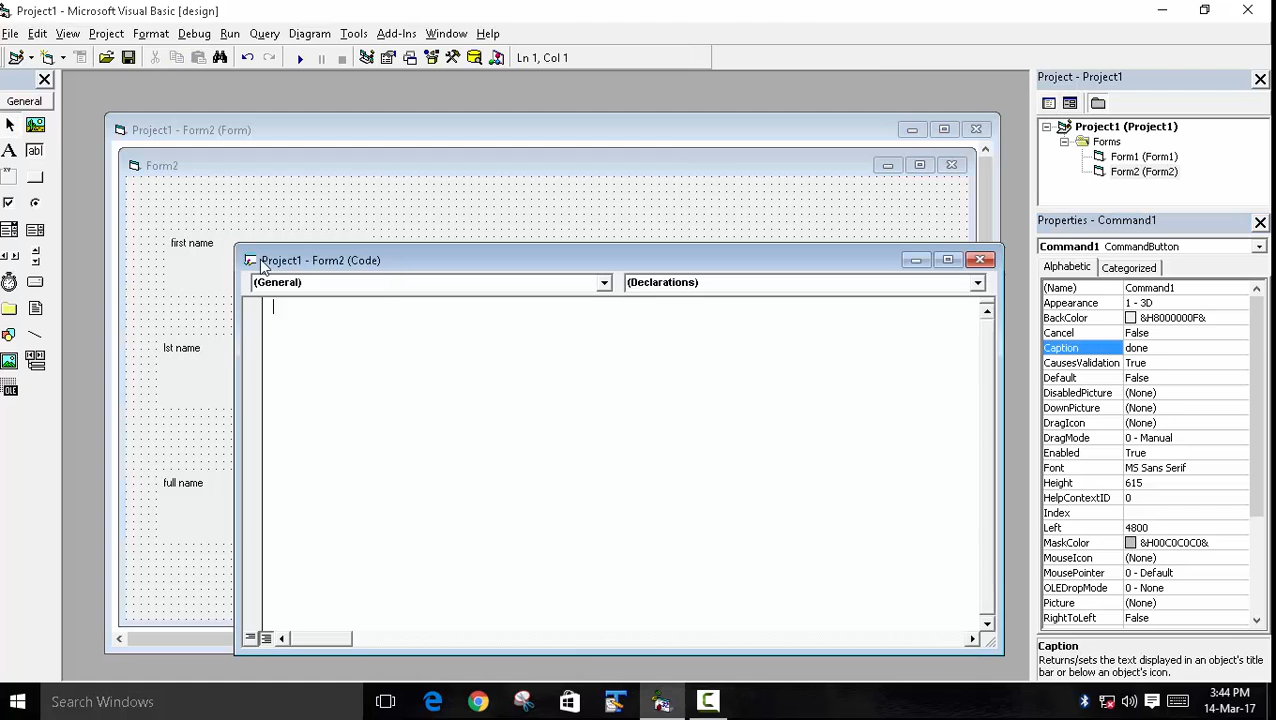 Project1 - Microsoft Visual Basic [design]
File Edit View Project Format Debug Run Query Diagram Tools Add-Ins Window Help
Ln 1, Col 1
General
A
ab|
XY
OLE
Project1 - Form2 (Form)
Form2
first name
lst name
full name
Project1 - Form2 (Code)
(General) (Declarations)
Project - Project1
Project1 (Project1)
Forms
Form1 (Form1)
Form2 (Form2)
Properties - Command1
Command1 CommandButton
Alphabetic Categorized
(Name) Command1
Appearance 1 - 3D
BackColor &H8000000F&
Cancel False
Caption done
CausesValidation True
Default False
DisabledPicture (None)
DownPicture (None)
DragIcon (None)
DragMode 0 - Manual
Enabled True
Font MS Sans Serif
Height 615
HelpContextID 0
Index
Left 4800
MaskColor &H00C0C0C0&
MouseIcon (None)
MousePointer 0 - Default
OLEDropMode 0 - None
Picture (None)
RightToLeft False
Caption
Returns/sets the text displayed in an object's title
bar or below an object's icon.
Search Windows
3:44 PM
14-Mar-17